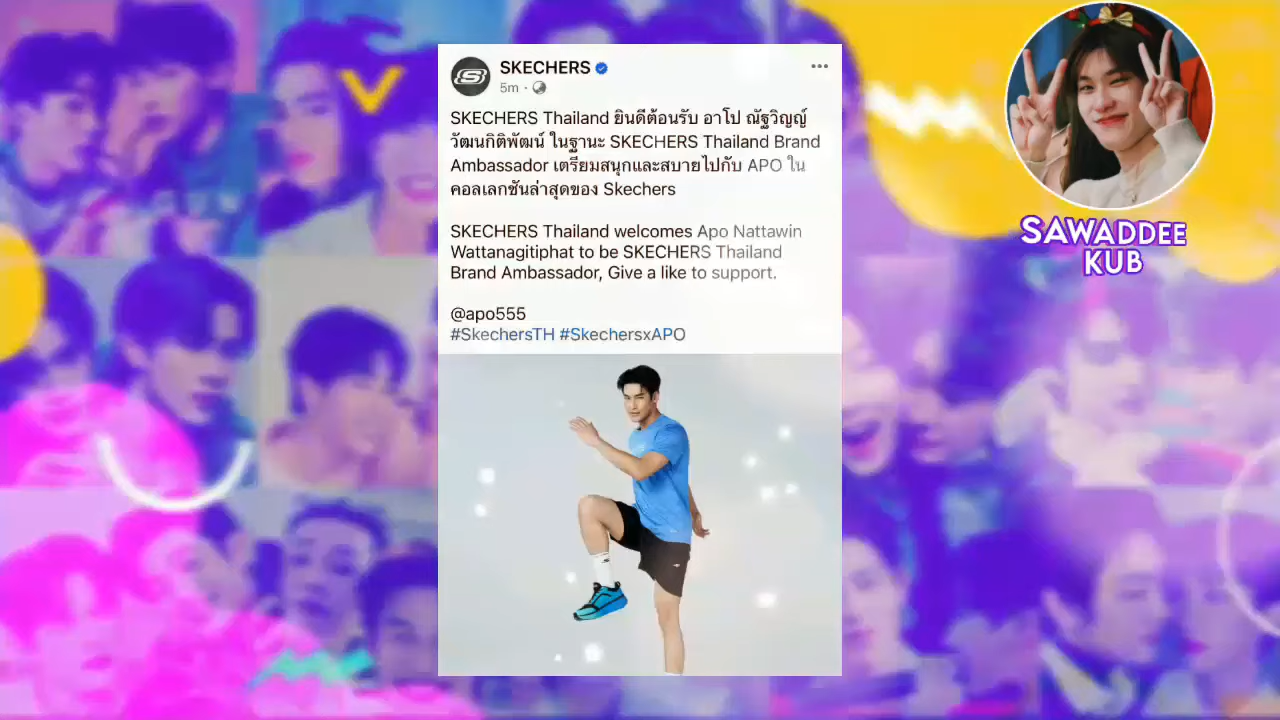 SKECHERS
5m
SKECHERS Thailand ยินดีต้อนรับ อาโป ณัฐวิญญ์
วัฒนกิติพัฒน์ ในฐานะ SKECHERS Thailand Brand
Ambassador เตรียมสนุกและสบายไปกับ APO ใน
คอลเลกชันล่าสุดของ Skechers
SKECHERS Thailand welcomes Apo Nattawin
Wattanagitiphat to be SKECHERS Thailand
Brand Ambassador, Give a like to support.
@apo555
#SkechersTH #SkechersxAPO
SAWADDEE
KUB